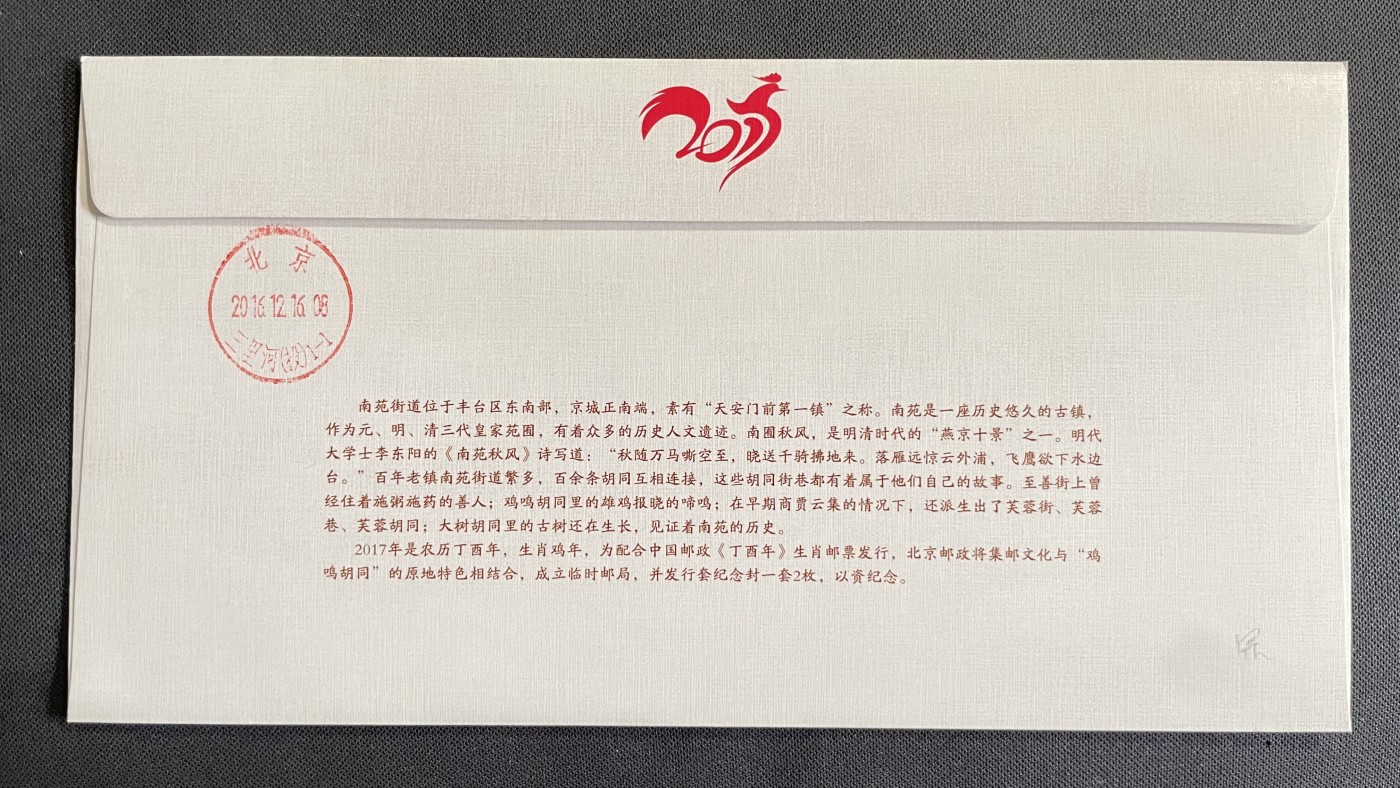 2017
北京
2016.12.16.08
三里河(投)1-1
南苑街道位于丰台区东南部，京城正南端，素有“天安门前第一镇”之称。南苑是一座历史悠久的古镇，
作为元、明、清三代皇家苑囿，有着众多的历史人文遗迹。南囿秋风，是明清时代的“燕京十景”之一。明代
大学士李东阳的《南苑秋风》诗写道：“秋随万马嘶空至，晓送千骑拂地来。落雁远惊云外浦，飞鹰欲下水边
台。”百年老镇南苑街道繁多，百余条胡同互相连接，这些胡同街巷都有着属于他们自己的故事。至善街上曾
经住着施粥施药的善人；鸡鸣胡同里的雄鸡报晓的啼鸣；在早期商贾云集的情况下，还派生出了芙蓉街、芙蓉
巷、芙蓉胡同；大树胡同里的古树还在生长，见证着南苑的历史。
2017年是农历丁酉年，生肖鸡年，为配合中国邮政《丁酉年》生肖邮票发行，北京邮政将集邮文化与“鸡
鸣胡同”的原地特色相结合，成立临时邮局，并发行套纪念封一套2枚，以资纪念。